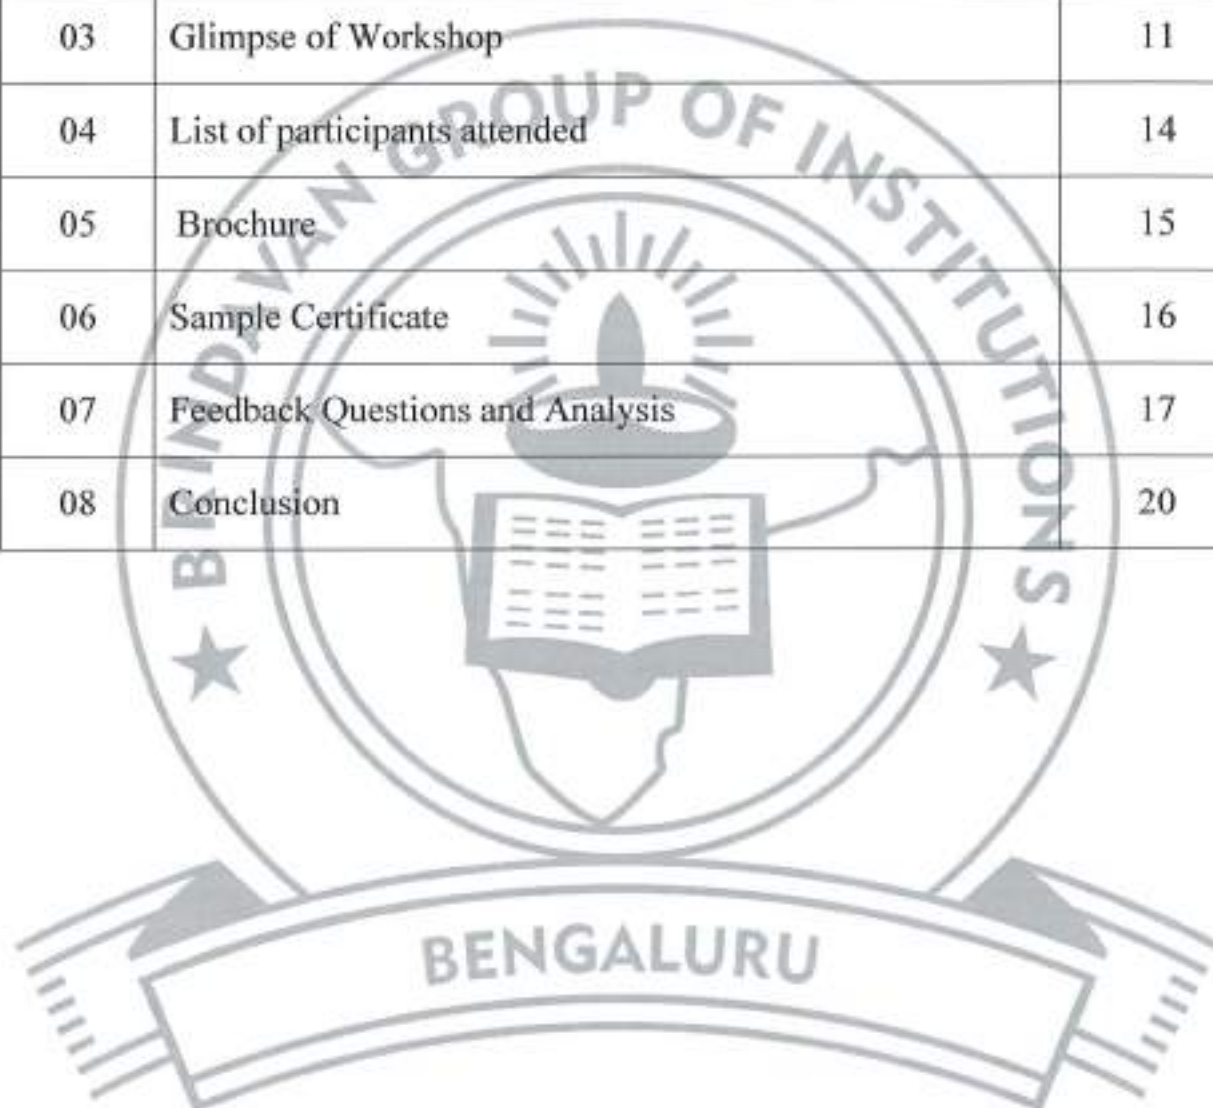 03 Glimpse of Workshop 11
04 List of participants attended 14
05 Brochure 15
06 Sample Certificate 16
07 Feedback Questions and Analysis 17
08 Conclusion 20
BRINDAVAN GROUP OF INSTITUTIONS
BENGALURU